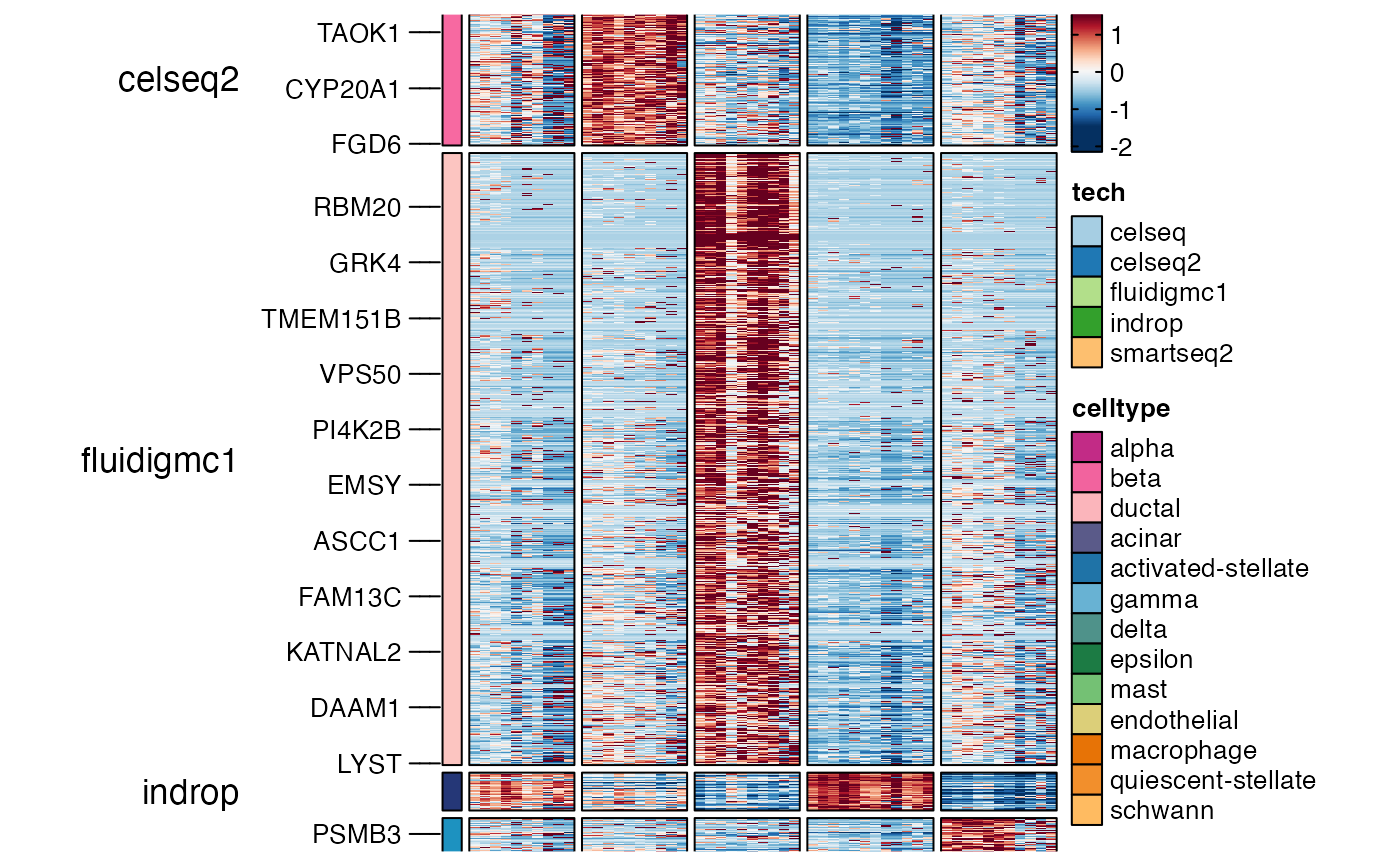 celseq2
fluidigmc1
indrop
TAOK1
CYP20A1
FGD6
RBM20
GRK4
TMEM151B
VPS50
PI4K2B
EMSY
ASCC1
FAM13C
KATNAL2
DAAM1
LYST
PSMB3
1
0
-1
-2
tech
celseq
celseq2
fluidigmc1
indrop
smartseq2
celltype
alpha
beta
ductal
acinar
activated-stellate
gamma
delta
epsilon
mast
endothelial
macrophage
quiescent-stellate
schwann